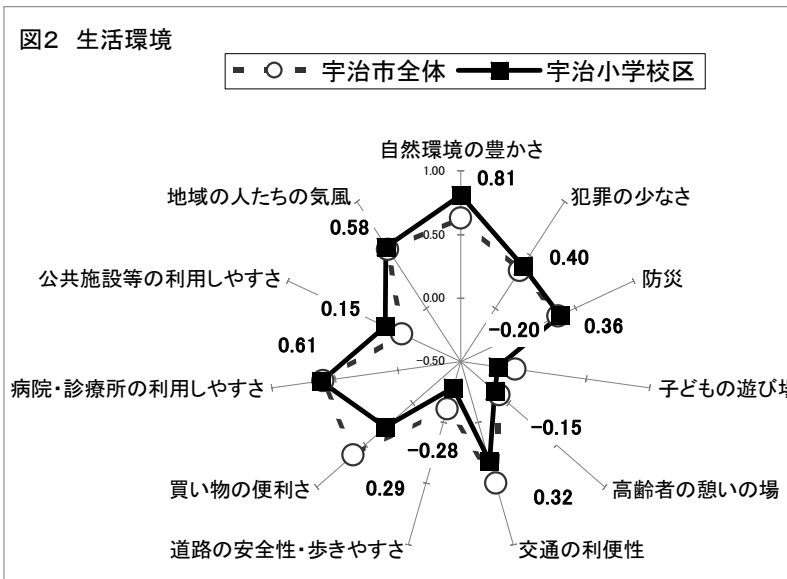 図2 生活環境
宇治市全体 宇治小学校区
自然環境の豊かさ
1.00
0.81
地域の人たちの気風
犯罪の少なさ
0.58
0.50
0.40
公共施設等の利用しやすさ
防災
0.00
0.15
-0.20
0.36
0.61
-0.50
病院・診療所の利用しやすさ
子どもの遊び場
-0.15
-0.28
買い物の便利さ
0.29
0.32
高齢者の憩いの場
道路の安全性・歩きやすさ
交通の利便性